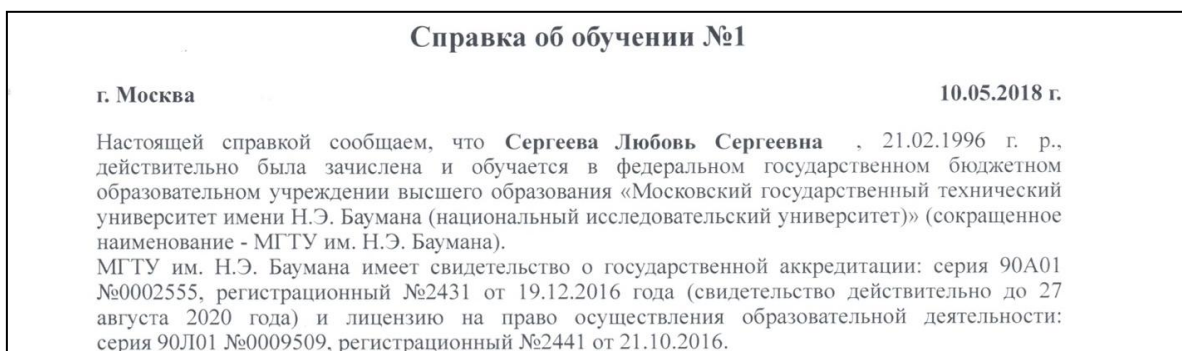 Справка об обучении №1
г. Москва 10.05.2018 г.
Настоящей справкой сообщаем, что Сергеева Любовь Сергеевна , 21.02.1996 г. р.,
действительно была зачислена и обучается в федеральном государственном бюджетном
образовательном учреждении высшего образования «Московский государственный технический
университет имени Н.Э. Баумана (национальный исследовательский университет)» (сокращенное
наименование - МГТУ им. Н.Э. Баумана).
МГТУ им. Н.Э. Баумана имеет свидетельство о государственной аккредитации: серия 90А01
№0002555, регистрационный №2431 от 19.12.2016 года (свидетельство действительно до 27
августа 2020 года) и лицензию на право осуществления образовательной деятельности:
серия 90Л01 №0009509, регистрационный №2441 от 21.10.2016.